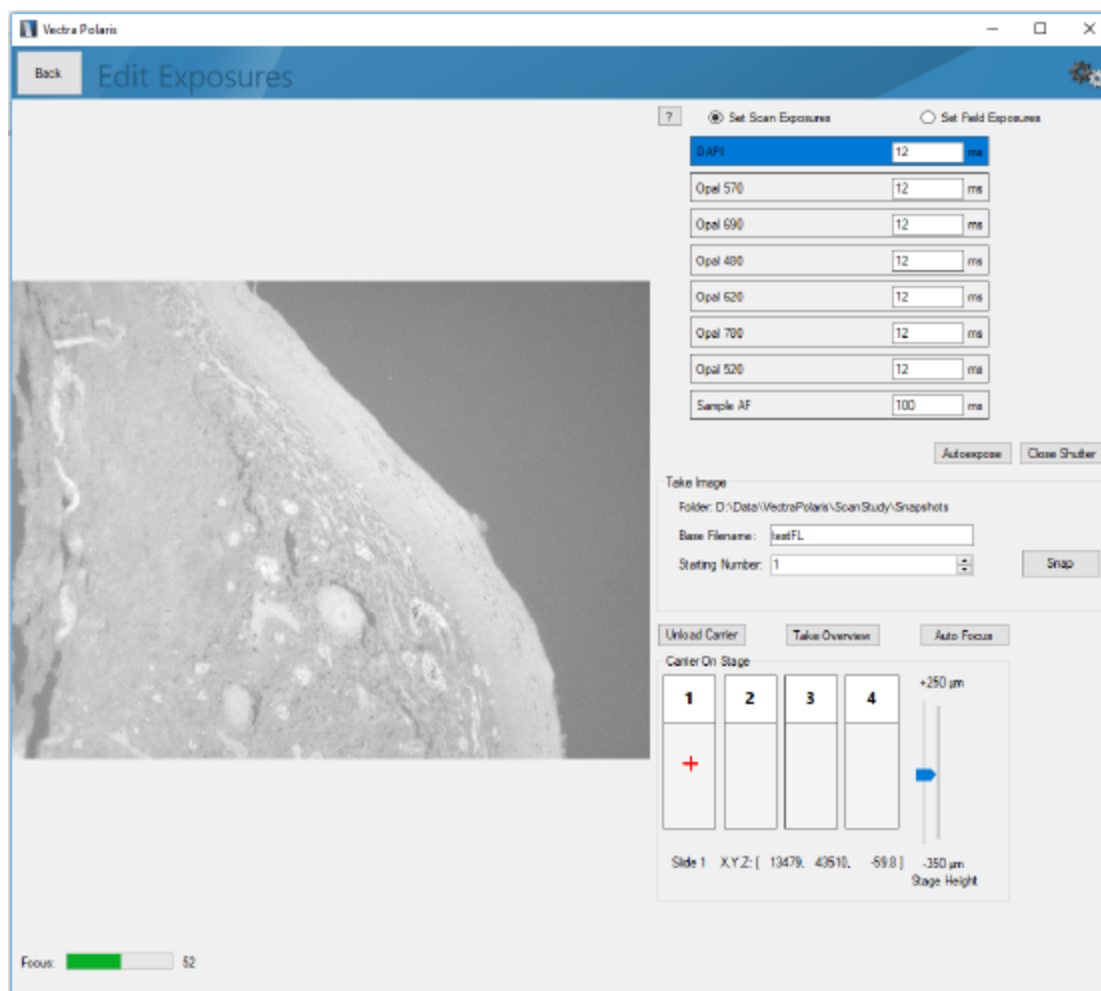 Vectra Polaris
Back Edit Exposures
? Set Scan Exposures Set Field Exposures
DAPI 12 ms
Opal 570 12 ms
Opal 690 12 ms
Opal 480 12 ms
Opal 620 12 ms
Opal 780 12 ms
Opal 520 12 ms
Sample AF 100 ms
Autoexpose Close Shutter
Take Image
Folder: D:\Data\VectraPolaris\ScanStudy\Snapshots
Base Filename: testFL
Starting Number: 1 Snap
Unload Carrier Take Overview Auto Focus
Carrier On Stage
+250 µm
1 2 3 4
Slide 1 X,Y,Z: [ 13479, 43510, -59.8 ] -350 µm
Stage Height
Focus: 52